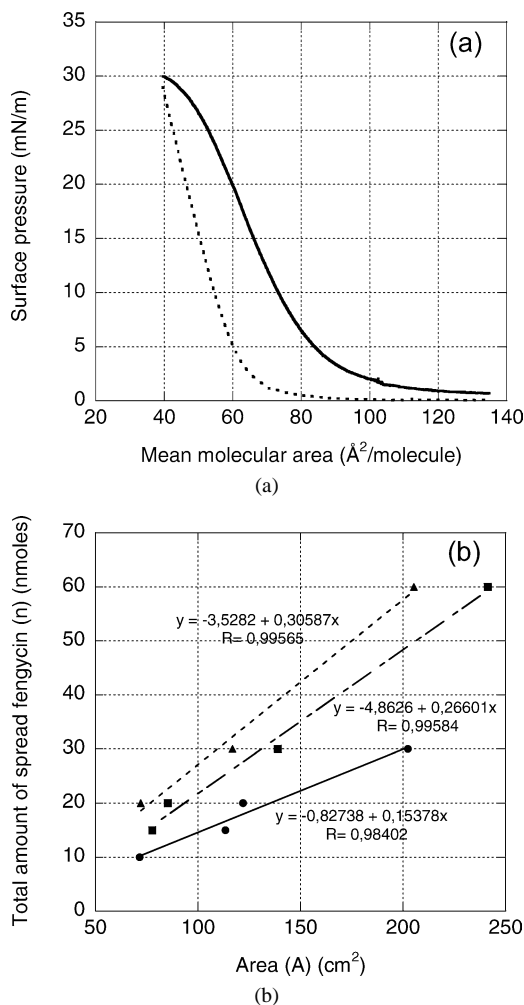 (a)
Surface pressure (mN/m)
35
30
25
20
15
10
5
0
20 40 60 80 100 120 140
Mean molecular area (Å²/molecule)
(a)
(b)
Total amount of spread fengycin (n) (nmoles)
70
60
50
40
30
20
10
0
y = -3,5282 + 0,30587x
R= 0,99565
y = -4,8626 + 0,26601x
R= 0,99584
y = -0,82738 + 0,15378x
R= 0,98402
50 100 150 200 250
Area (A) (cm²)
(b)